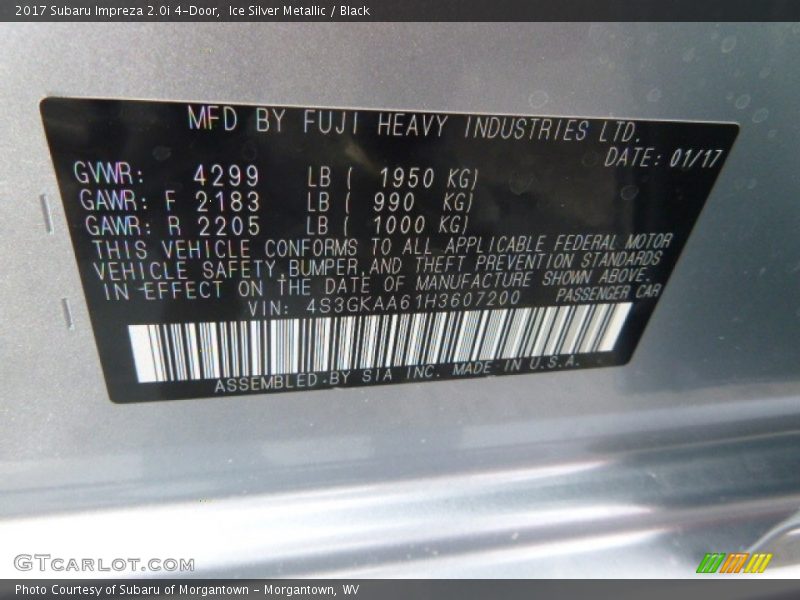 2017 Subaru Impreza 2.0i 4-Door,  Ice Silver Metallic / Black
MFD BY FUJI HEAVY INDUSTRIES LTD.
DATE: 01/17
GVWR: 4299 LB ( 1950 KG)
GAWR: F 2183 LB ( 990 KG)
GAWR: R 2205 LB ( 1000 KG)
THIS VEHICLE CONFORMS TO ALL APPLICABLE FEDERAL MOTOR
VEHICLE SAFETY,BUMPER,AND THEFT PREVENTION STANDARDS
IN EFFECT ON THE DATE OF MANUFACTURE SHOWN ABOVE.
VIN: 4S3GKAA61H3607200 PASSENGER CAR
ASSEMBLED BY SIA INC. MADE IN U.S.A.
GTcarlot.com
Photo Courtesy of Subaru of Morgantown - Morgantown, WV